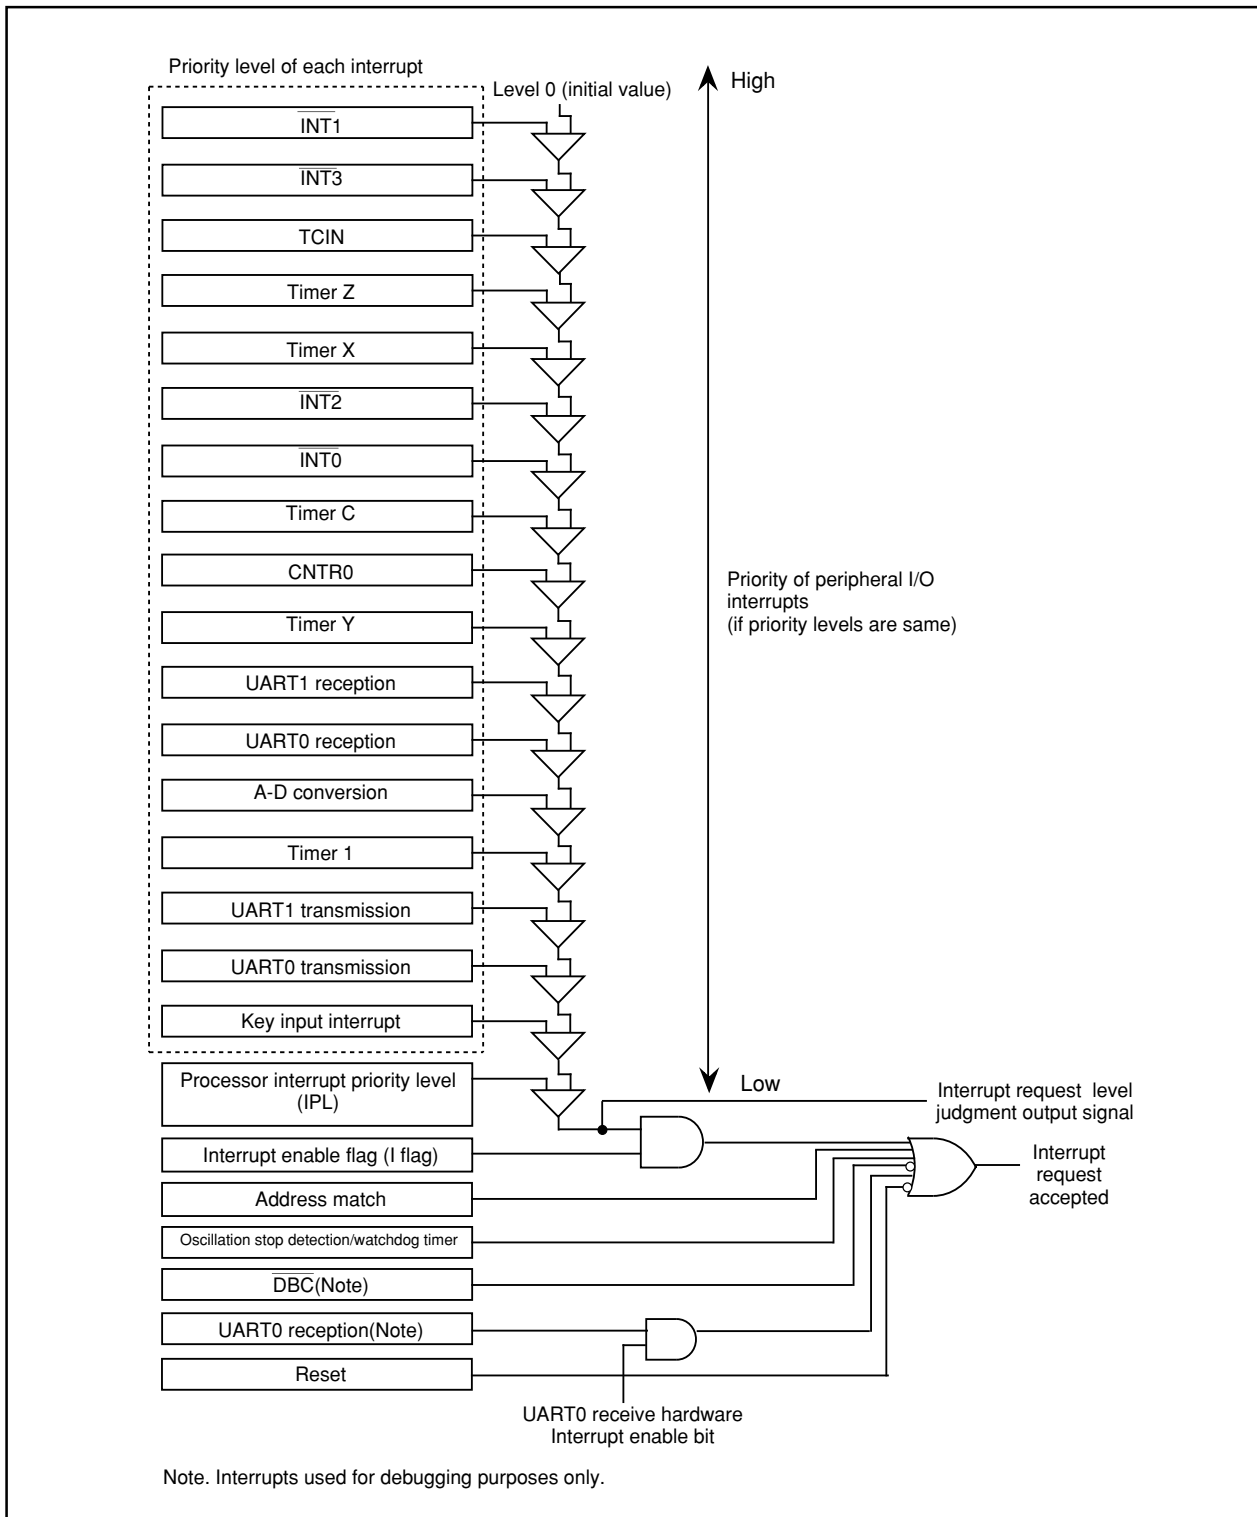 Priority level of each interrupt
Level 0 (initial value)
High
INT1
INT3
TCIN
Timer Z
Timer X
INT2
INT0
Timer C
CNTR0
Priority of peripheral I/O
interrupts
(if priority levels are same)
Timer Y
UART1 reception
UART0 reception
A-D conversion
Timer 1
UART1 transmission
UART0 transmission
Key input interrupt
Low
Processor interrupt priority level
(IPL)
Interrupt request level
judgment output signal
Interrupt enable flag (I flag)
Interrupt
request
accepted
Address match
Oscillation stop detection/watchdog timer
DBC(Note)
UART0 reception(Note)
Reset
UART0 receive hardware
Interrupt enable bit
Note. Interrupts used for debugging purposes only.